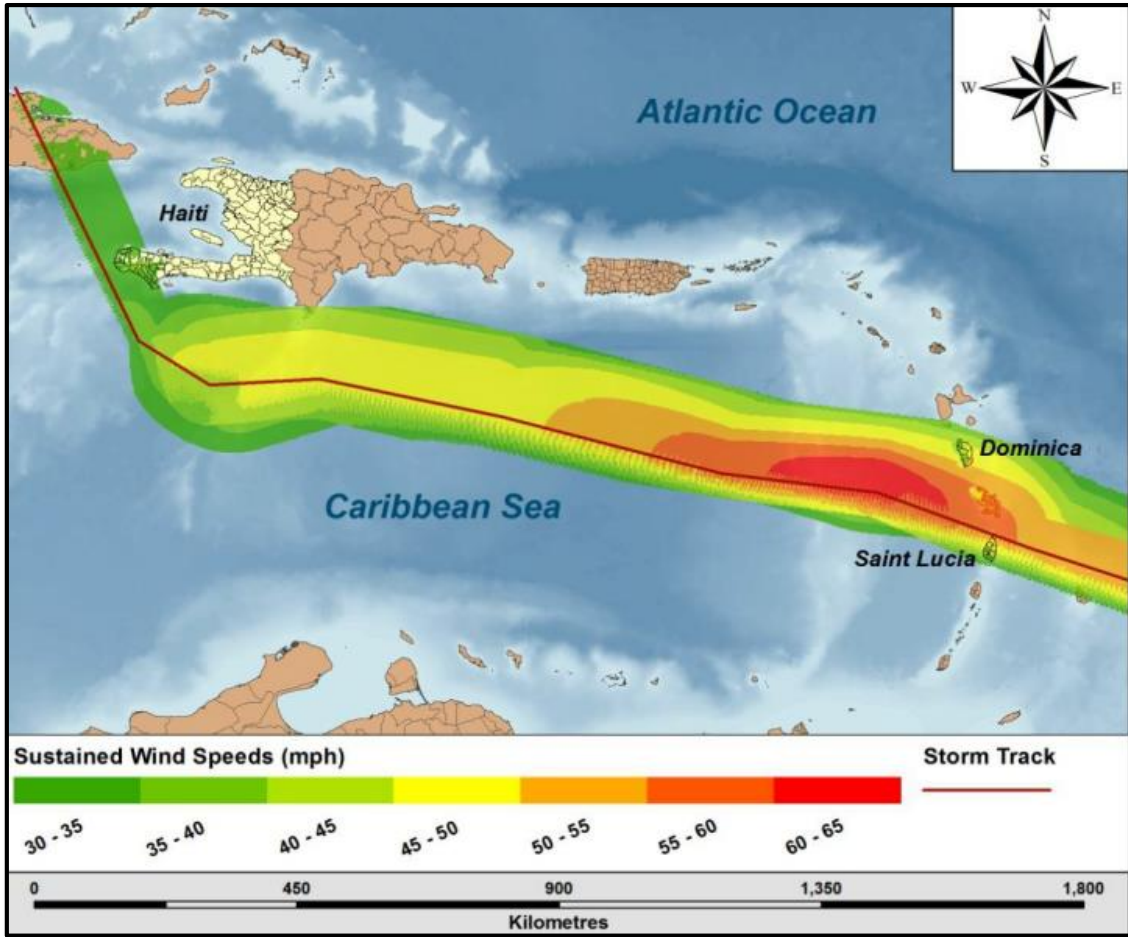 N
W E
S
Atlantic Ocean
Haiti
Dominica
Caribbean Sea
Saint Lucia
Sustained Wind Speeds (mph)
Storm Track
30 - 35
35 - 40
40 - 45
45 - 50
50 - 55
55 - 60
60 - 65
0 450 900 1,350 1,800
Kilometres